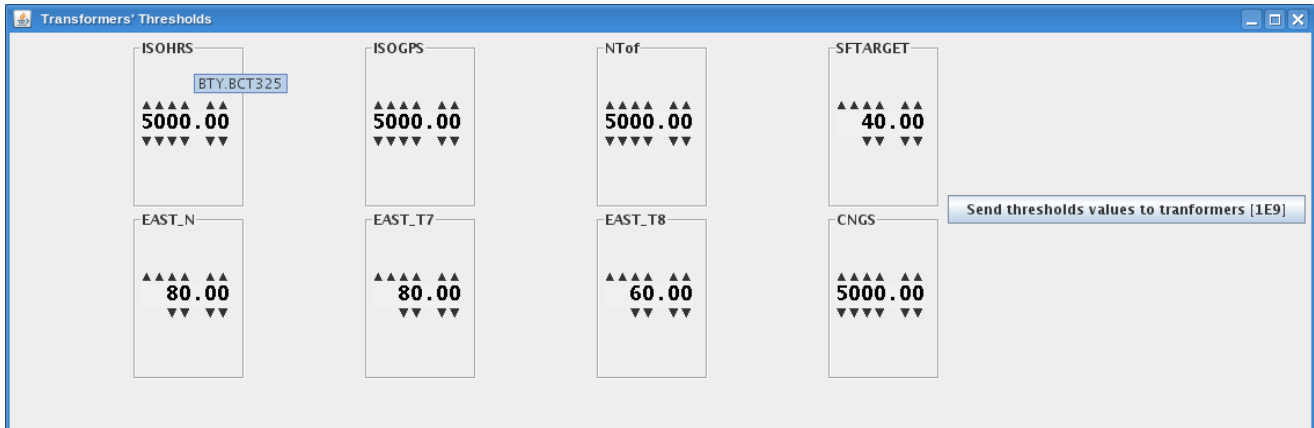 Transformers' Thresholds
ISOHRS
ISOGPS
NTof
SFTARGET
BTY.BCT325
5000.00
5000.00
5000.00
40.00
Send thresholds values to tranformers [1E9]
EAST_N
EAST_T7
EAST_T8
CNGS
80.00
80.00
60.00
5000.00